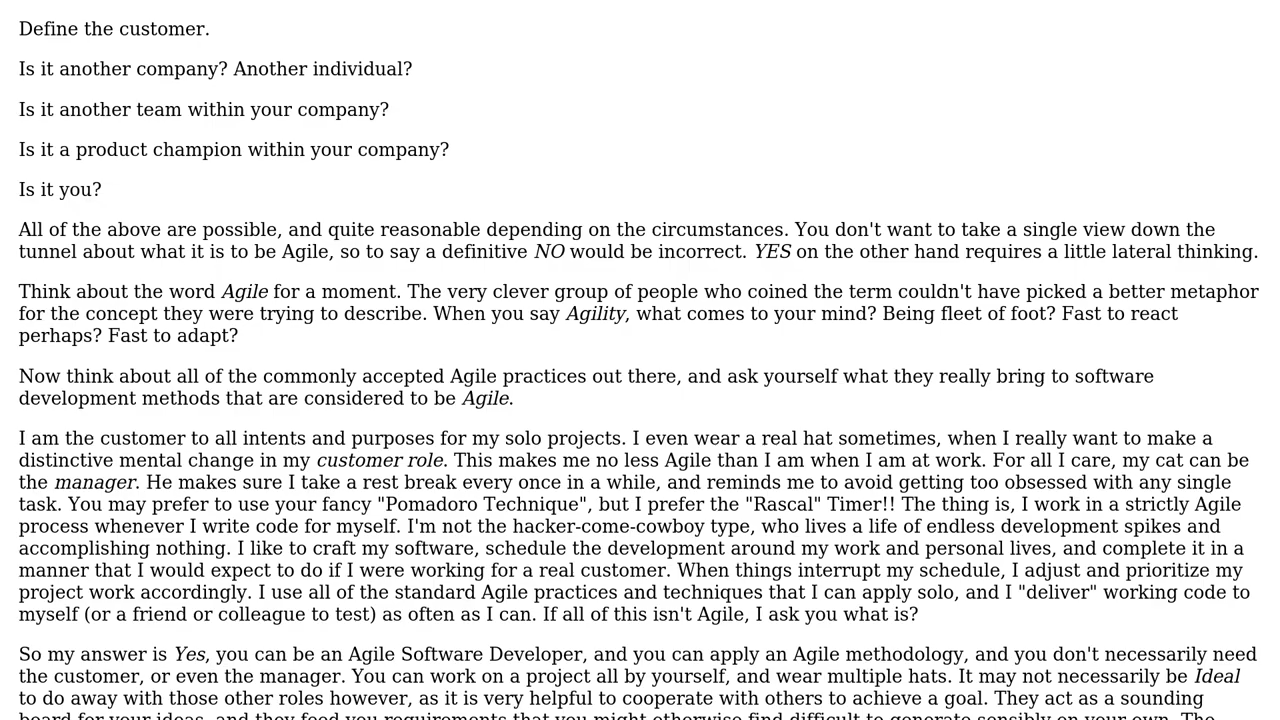 Define the customer.
Is it another company? Another individual?
Is it another team within your company?
Is it a product champion within your company?
Is it you?
All of the above are possible, and quite reasonable depending on the circumstances. You don't want to take a single view down the
tunnel about what it is to be Agile, so to say a definitive NO would be incorrect. YES on the other hand requires a little lateral thinking.
Think about the word Agile for a moment. The very clever group of people who coined the term couldn't have picked a better metaphor
for the concept they were trying to describe. When you say Agility, what comes to your mind? Being fleet of foot? Fast to react
perhaps? Fast to adapt?
Now think about all of the commonly accepted Agile practices out there, and ask yourself what they really bring to software
development methods that are considered to be Agile.
I am the customer to all intents and purposes for my solo projects. I even wear a real hat sometimes, when I really want to make a
distinctive mental change in my customer role. This makes me no less Agile than I am when I am at work. For all I care, my cat can be
the manager. He makes sure I take a rest break every once in a while, and reminds me to avoid getting too obsessed with any single
task. You may prefer to use your fancy "Pomadoro Technique", but I prefer the "Rascal" Timer!! The thing is, I work in a strictly Agile
process whenever I write code for myself. I'm not the hacker-come-cowboy type, who lives a life of endless development spikes and
accomplishing nothing. I like to craft my software, schedule the development around my work and personal lives, and complete it in a
manner that I would expect to do if I were working for a real customer. When things interrupt my schedule, I adjust and prioritize my
project work accordingly. I use all of the standard Agile practices and techniques that I can apply solo, and I "deliver" working code to
myself (or a friend or colleague to test) as often as I can. If all of this isn't Agile, I ask you what is?
So my answer is Yes, you can be an Agile Software Developer, and you can apply an Agile methodology, and you don't necessarily need
the customer, or even the manager. You can work on a project all by yourself, and wear multiple hats. It may not necessarily be Ideal
to do away with those other roles however, as it is very helpful to cooperate with others to achieve a goal. They act as a sounding
board for your ideas, and they feed you requirements that you might otherwise find difficult to generate sensibly on your own. The